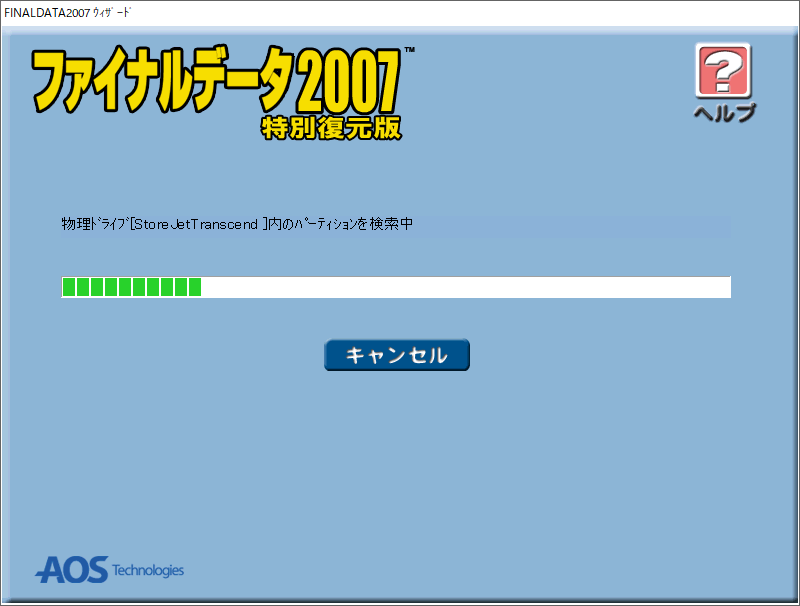 FINALDATA2007 ｳｨｻﾞｰﾄﾞ
ファイナルデータ2007™
特別復元版
?
ヘルプ
物理ﾄﾞﾗｲﾌﾞ[StoreJetTranscend ]内のﾊﾟｰﾃｨｼｮﾝを検索中
キャンセル
AOS Technologies